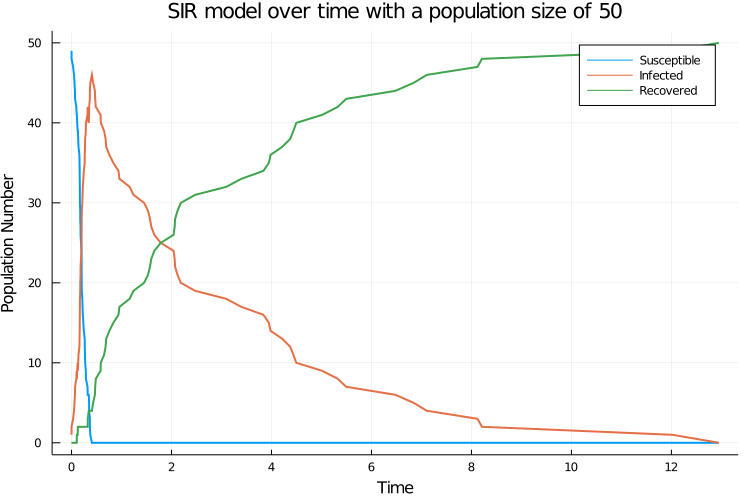 SIR model over time with a population size of 50
50
40
30
20
10
0
Population Number
Susceptible
Infected
Recovered
0 2 4 6 8 10 12
Time